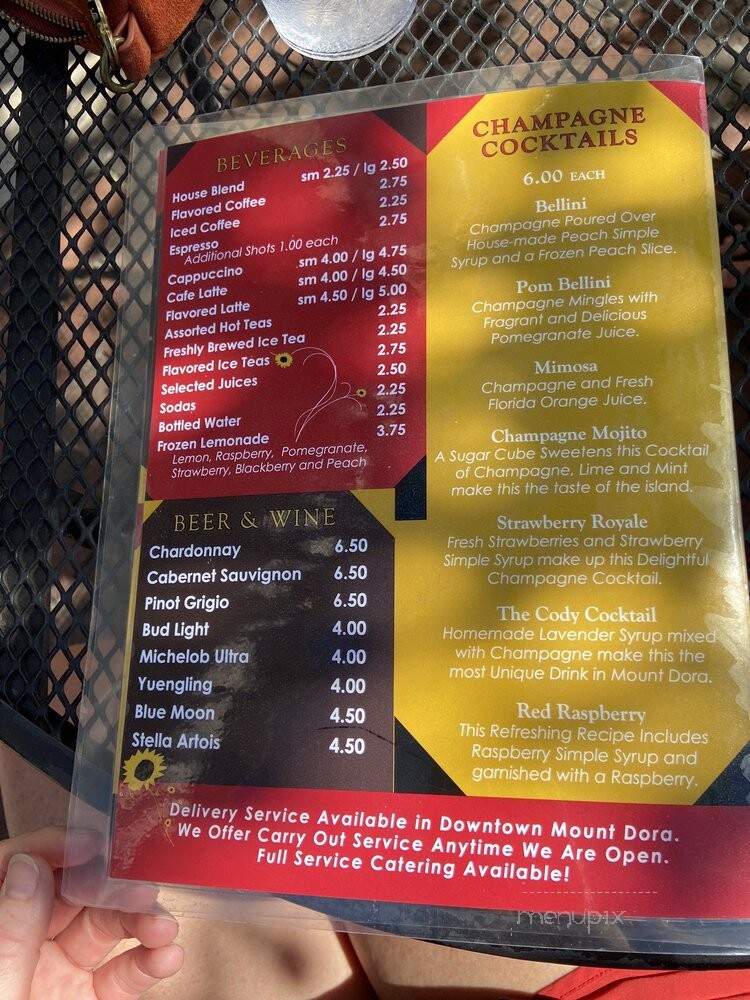 BEVERAGES
House Blend sm 2.25 / lg 2.50
Flavored Coffee 2.75
Iced Coffee 2.25
Espresso 2.75
Additional Shots 1.00 each
Cappuccino sm 4.00 / lg 4.75
Cafe Latte sm 4.00 / lg 4.50
Flavored Latte sm 4.50 / lg 5.00
Assorted Hot Teas 2.25
Freshly Brewed Ice Tea 2.25
Flavored Ice Teas 2.75
Selected Juices 2.50
Sodas 2.25
Bottled Water 2.25
Frozen Lemonade 3.75
Lemon, Raspberry, Pomegranate,
Strawberry, Blackberry and Peach
BEER & WINE
Chardonnay 6.50
Cabernet Sauvignon 6.50
Pinot Grigio 6.50
Bud Light 4.00
Michelob Ultra 4.00
Yuengling 4.00
Blue Moon 4.50
Stella Artois 4.50
CHAMPAGNE
COCKTAILS
6.00 EACH
Bellini
Champagne Poured Over
House-made Peach Simple
Syrup and a Frozen Peach Slice.
Pom Bellini
Champagne Mingles with
Fragrant and Delicious
Pomegranate Juice.
Mimosa
Champagne and Fresh
Florida Orange Juice.
Champagne Mojito
A Sugar Cube Sweetens this Cocktail
of Champagne, Lime and Mint
make this the taste of the island.
Strawberry Royale
Fresh Strawberries and Strawberry
Simple Syrup make up this Delightful
Champagne Cocktail.
The Cody Cocktail
Homemade Lavender Syrup mixed
with Champagne make this the
most Unique Drink in Mount Dora.
Red Raspberry
This Refreshing Recipe Includes
Raspberry Simple Syrup and
garnished with a Raspberry.
Delivery Service Available in Downtown Mount Dora.
We Offer Carry Out Service Anytime We Are Open.
Full Service Catering Available!
menupix